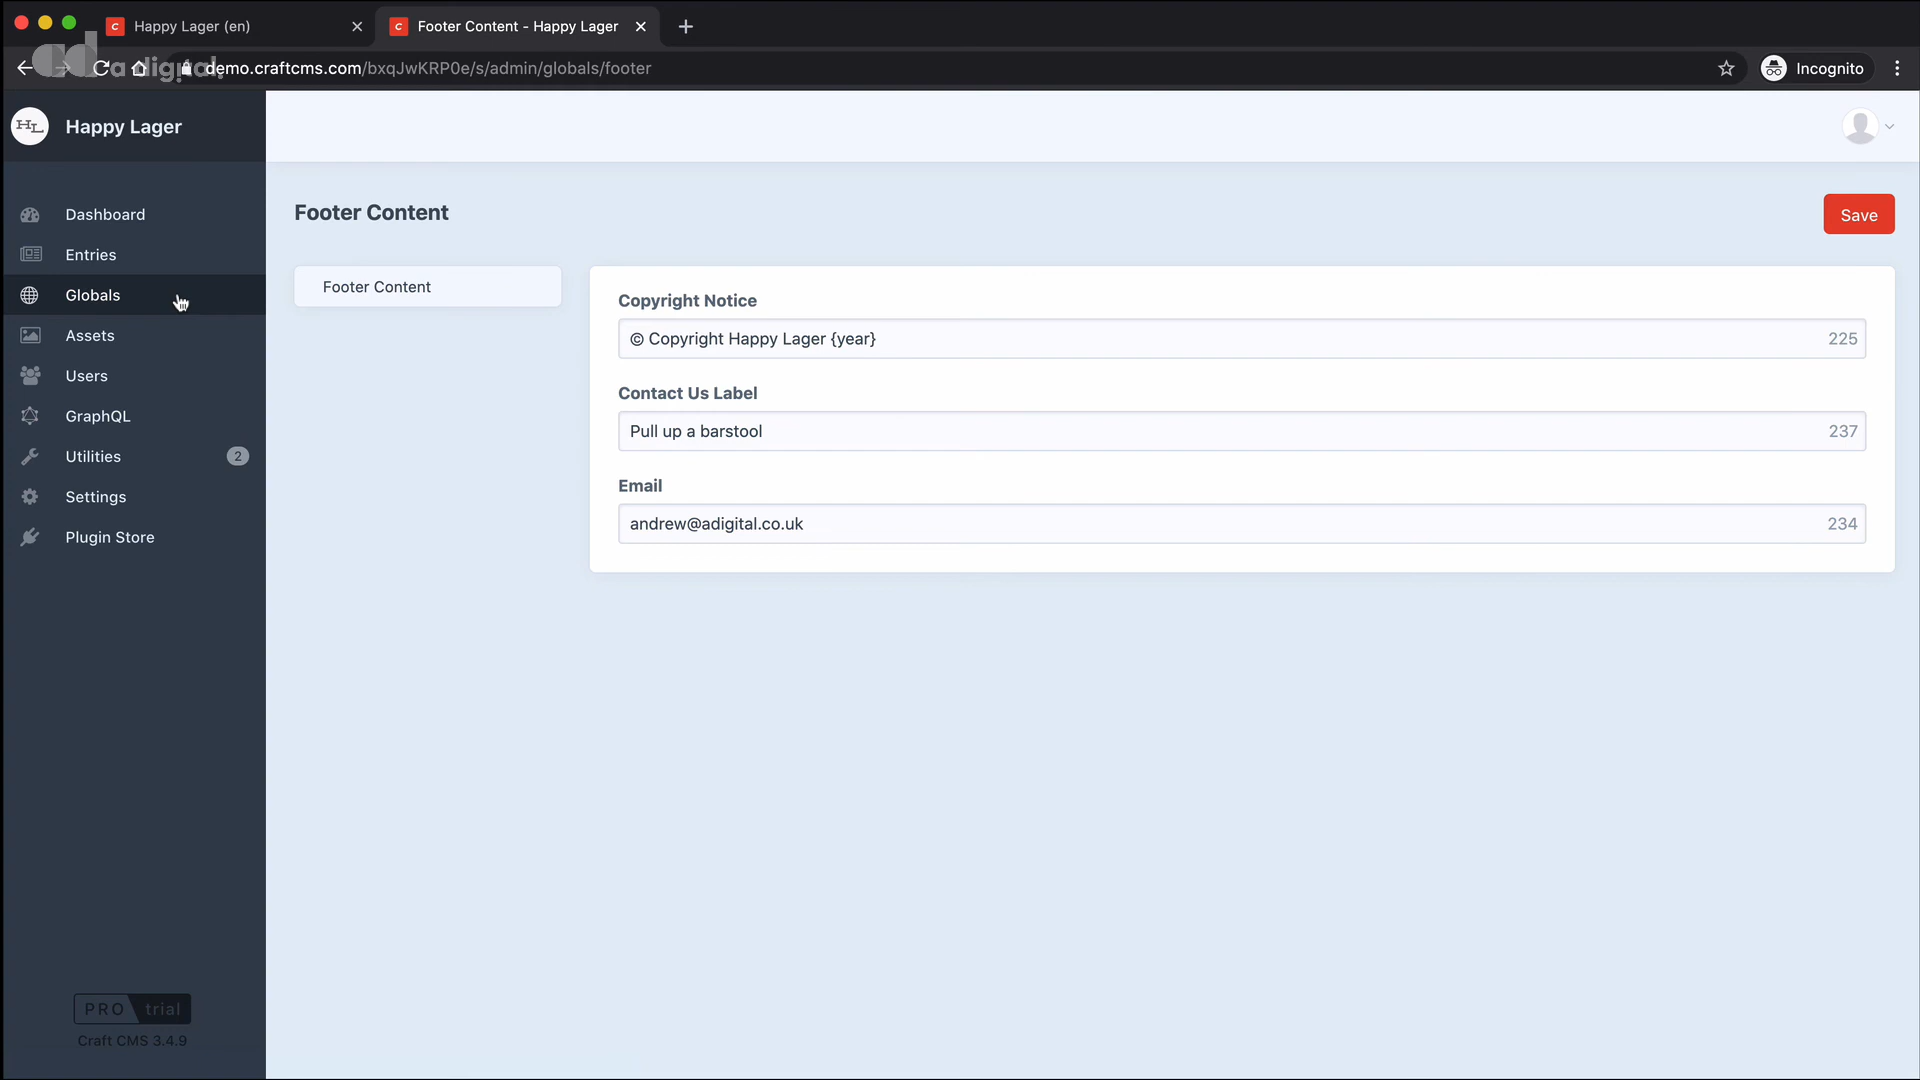 Happy Lager (en)
Footer Content - Happy Lager
a digital
demo.craftcms.com/bxqJwKRP0e/s/admin/globals/footer
Incognito
HL
Happy Lager
Dashboard
Entries
Globals
Assets
Users
GraphQL
Utilities
2
Settings
Plugin Store
PRO trial
Craft CMS 3.4.9
Footer Content
Save
Footer Content
Copyright Notice
© Copyright Happy Lager {year}
225
Contact Us Label
Pull up a barstool
237
Email
andrew@adigital.co.uk
234